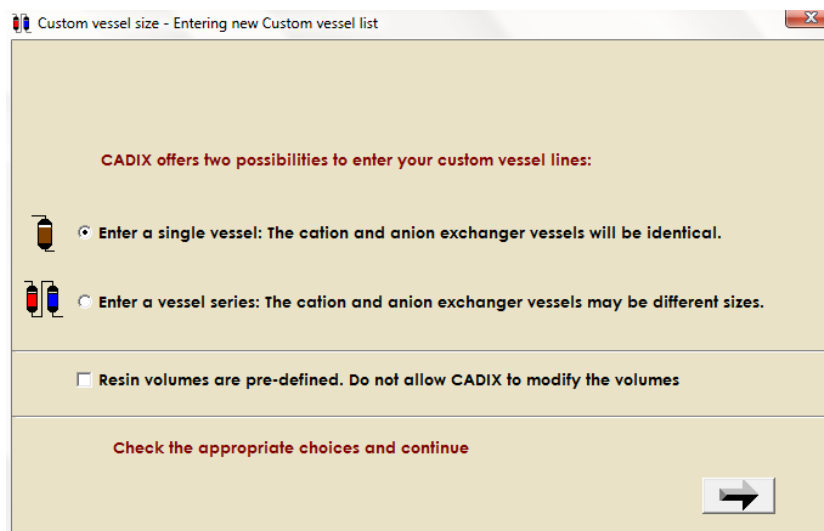 Custom vessel size - Entering new Custom vessel list
CADIX offers two possibilities to enter your custom vessel lines:
Enter a single vessel: The cation and anion exchanger vessels will be identical.
Enter a vessel series: The cation and anion exchanger vessels may be different sizes.
Resin volumes are pre-defined. Do not allow CADIX to modify the volumes
Check the appropriate choices and continue